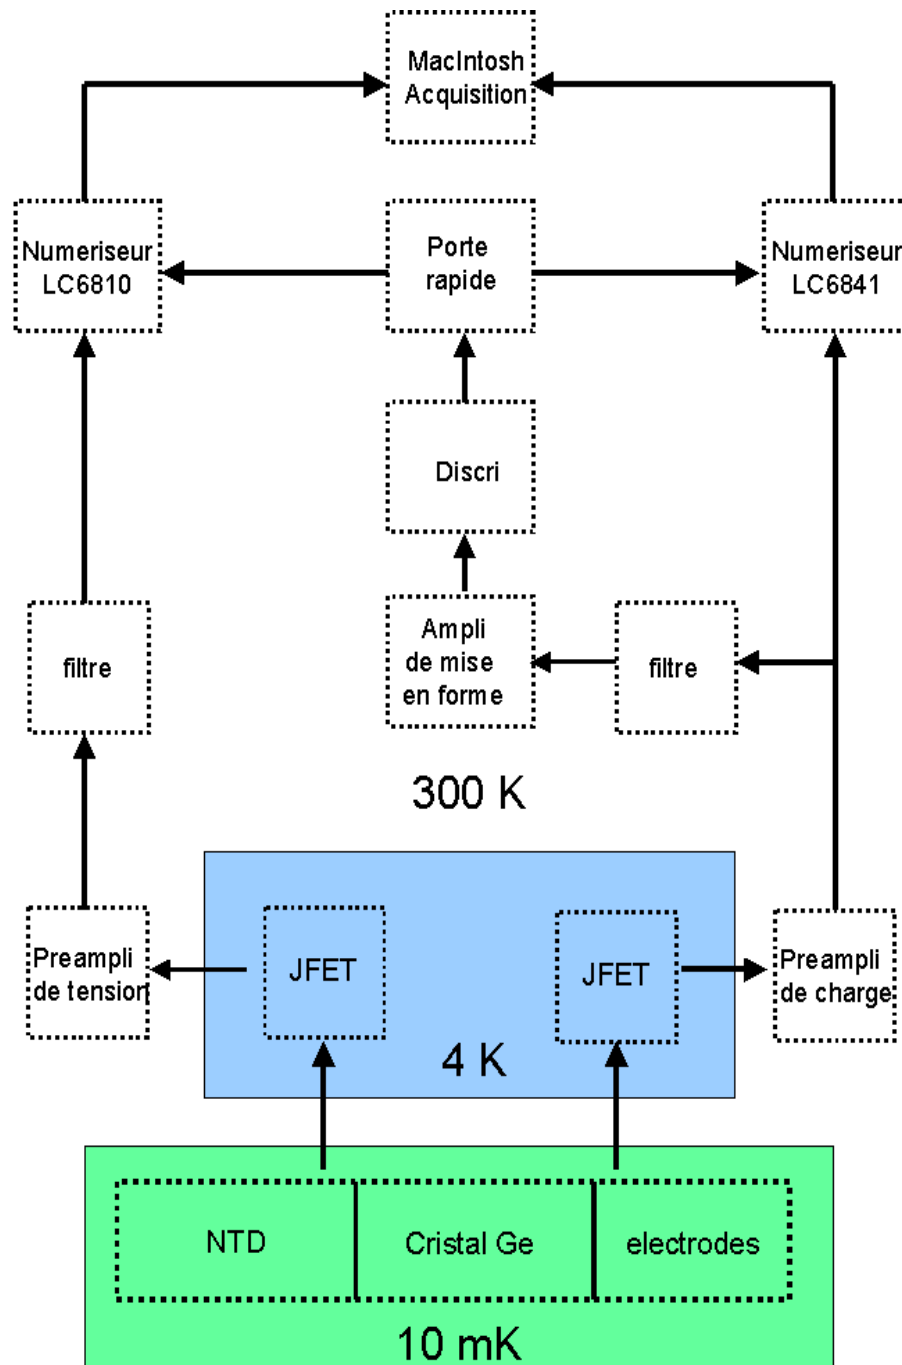 MacIntosh
Acquisition
Numeriseur
LC6810
Porte
rapide
Numeriseur
LC6841
Discri
filtre
Ampli
de mise
en forme
filtre
300 K
Preampli
de tension
JFET
JFET
Preampli
de charge
4 K
NTD
Cristal Ge
electrodes
10 mK